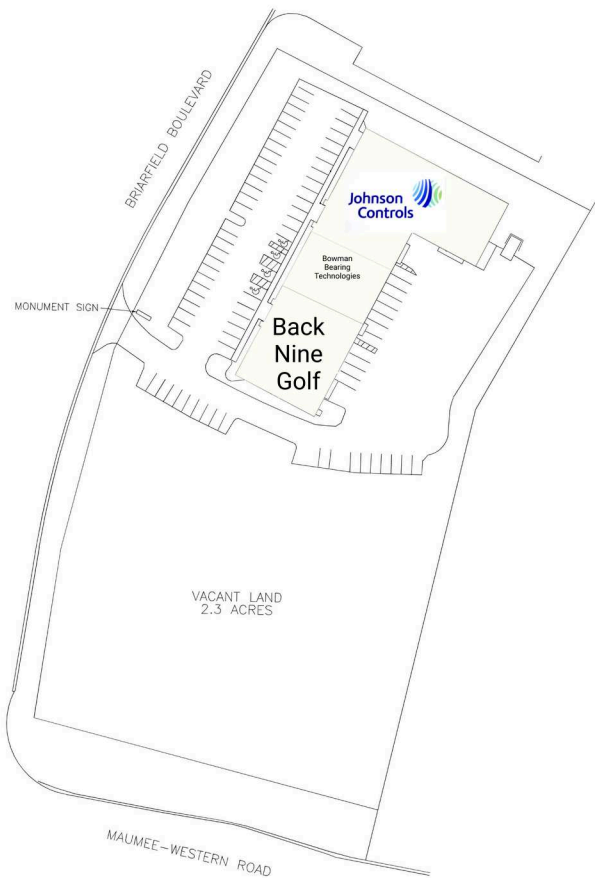 BRIARFIELD BOULEVARD
Johnson
Controls
Bowman
Bearing
Technologies
MONUMENT SIGN
Back
Nine
Golf
VACANT LAND
2.3 ACRES
MAUMEE-WESTERN ROAD